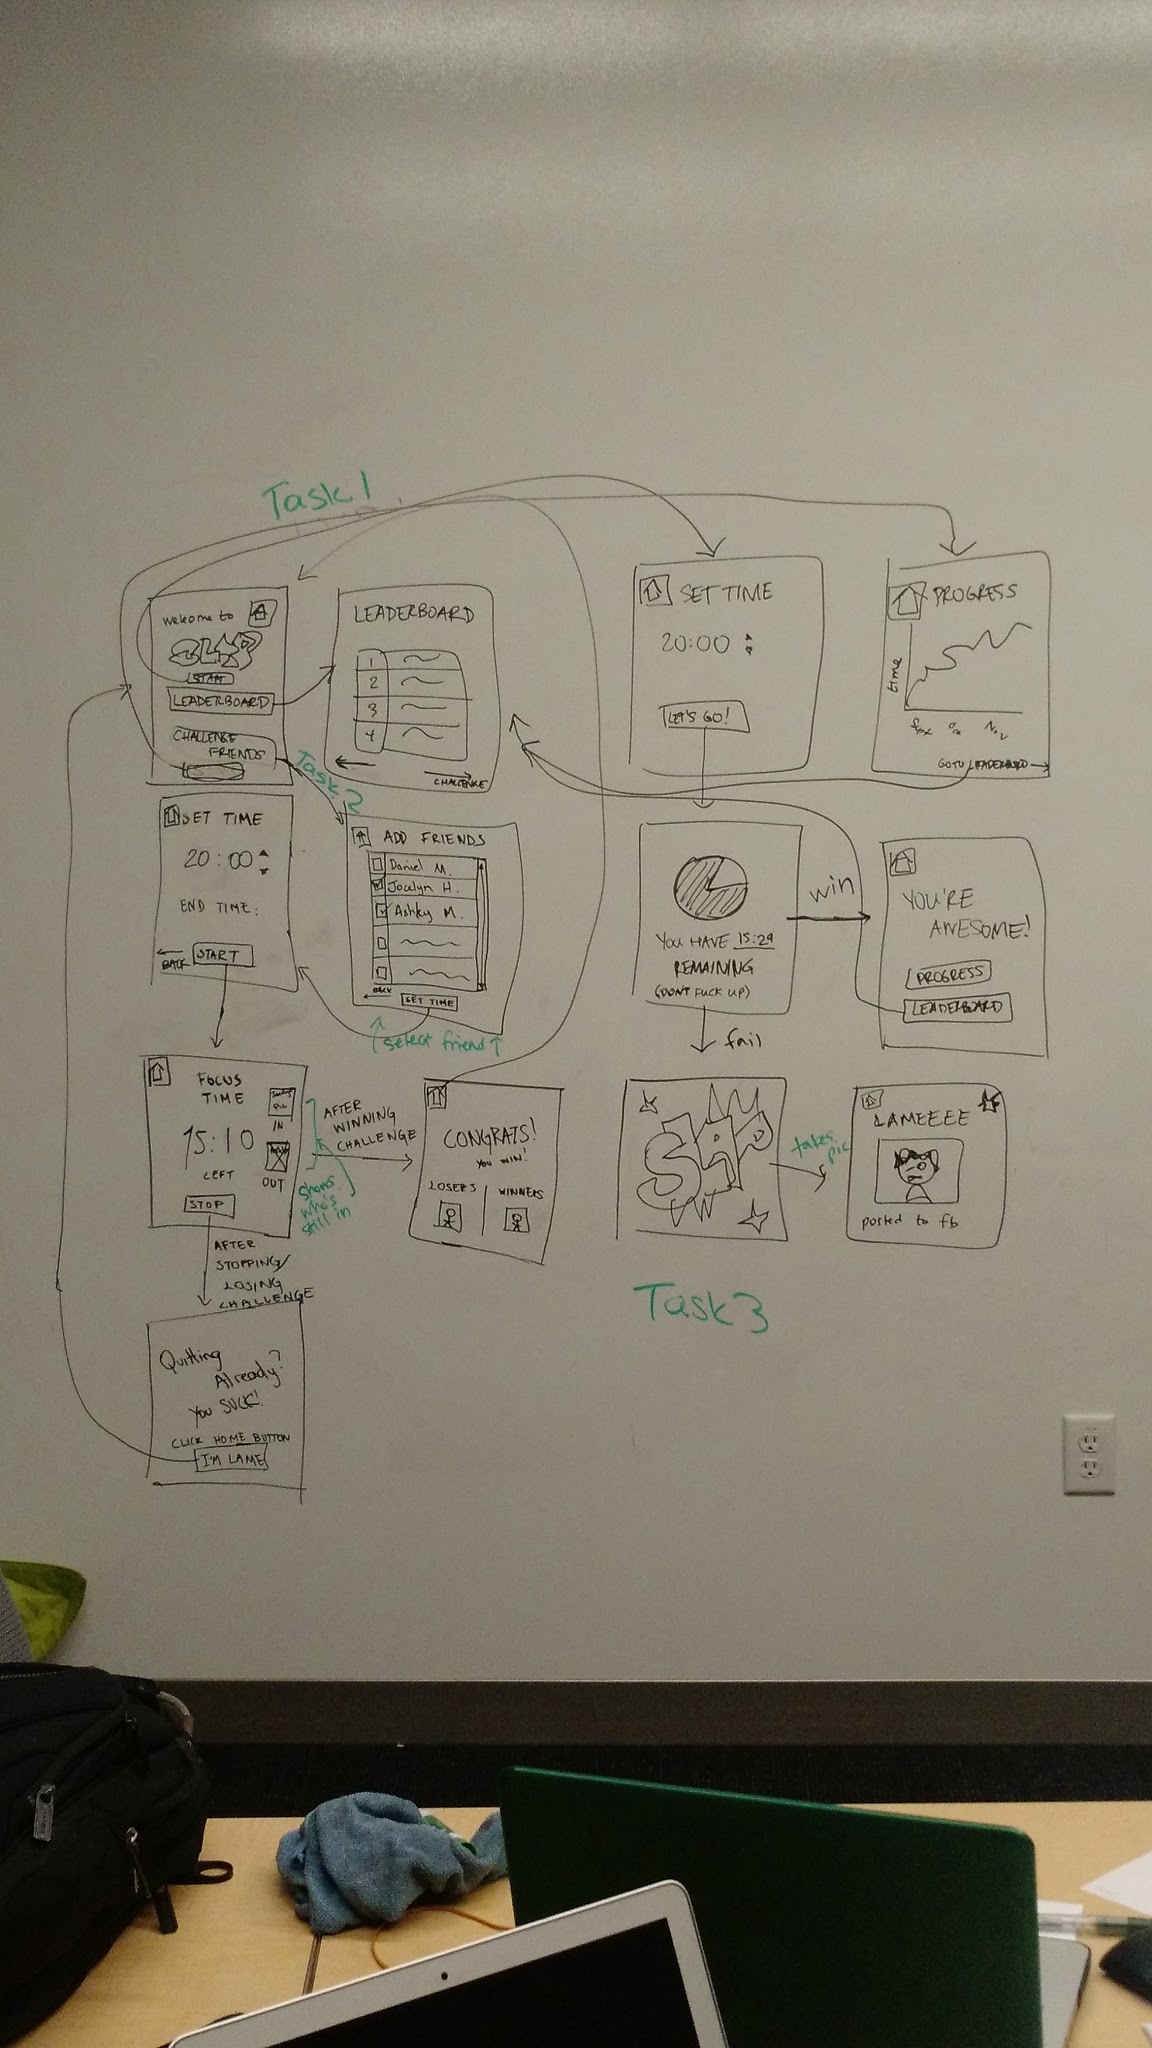 Task 1
welcome to
SLAP
START
LEADERBOARD
CHALLENGE
FRIENDS
LEADERBOARD
1
2
3
4
CHALLENGE
SET TIME
20:00
LET'S GO!
PROGRESS
time
GO TO LEADERBOARD
Task 2
SET TIME
20:00
END TIME:
BACK
START
ADD FRIENDS
Daniel M.
Jocelyn H.
Ashley M.
BACK
SET TIME
select friend
YOU HAVE 15:29
REMAINING
(DONT FUCK UP)
win
fail
YOU'RE
AWESOME!
PROGRESS
LEADERBOARD
FOCUS
TIME
15:10
LEFT
STOP
PIC
IN
OUT
shows
who's
still in
AFTER
WINNING
CHALLENGE
CONGRATS!
YOU WIN!
LOSERS
WINNERS
SLAP
takes
pic
LAMEEEE
posted to fb
AFTER
STOPPING/
LOSING
CHALLENGE
Task 3
Quitting
Already?
You SUCK!
CLICK HOME BUTTON
I'M LAME